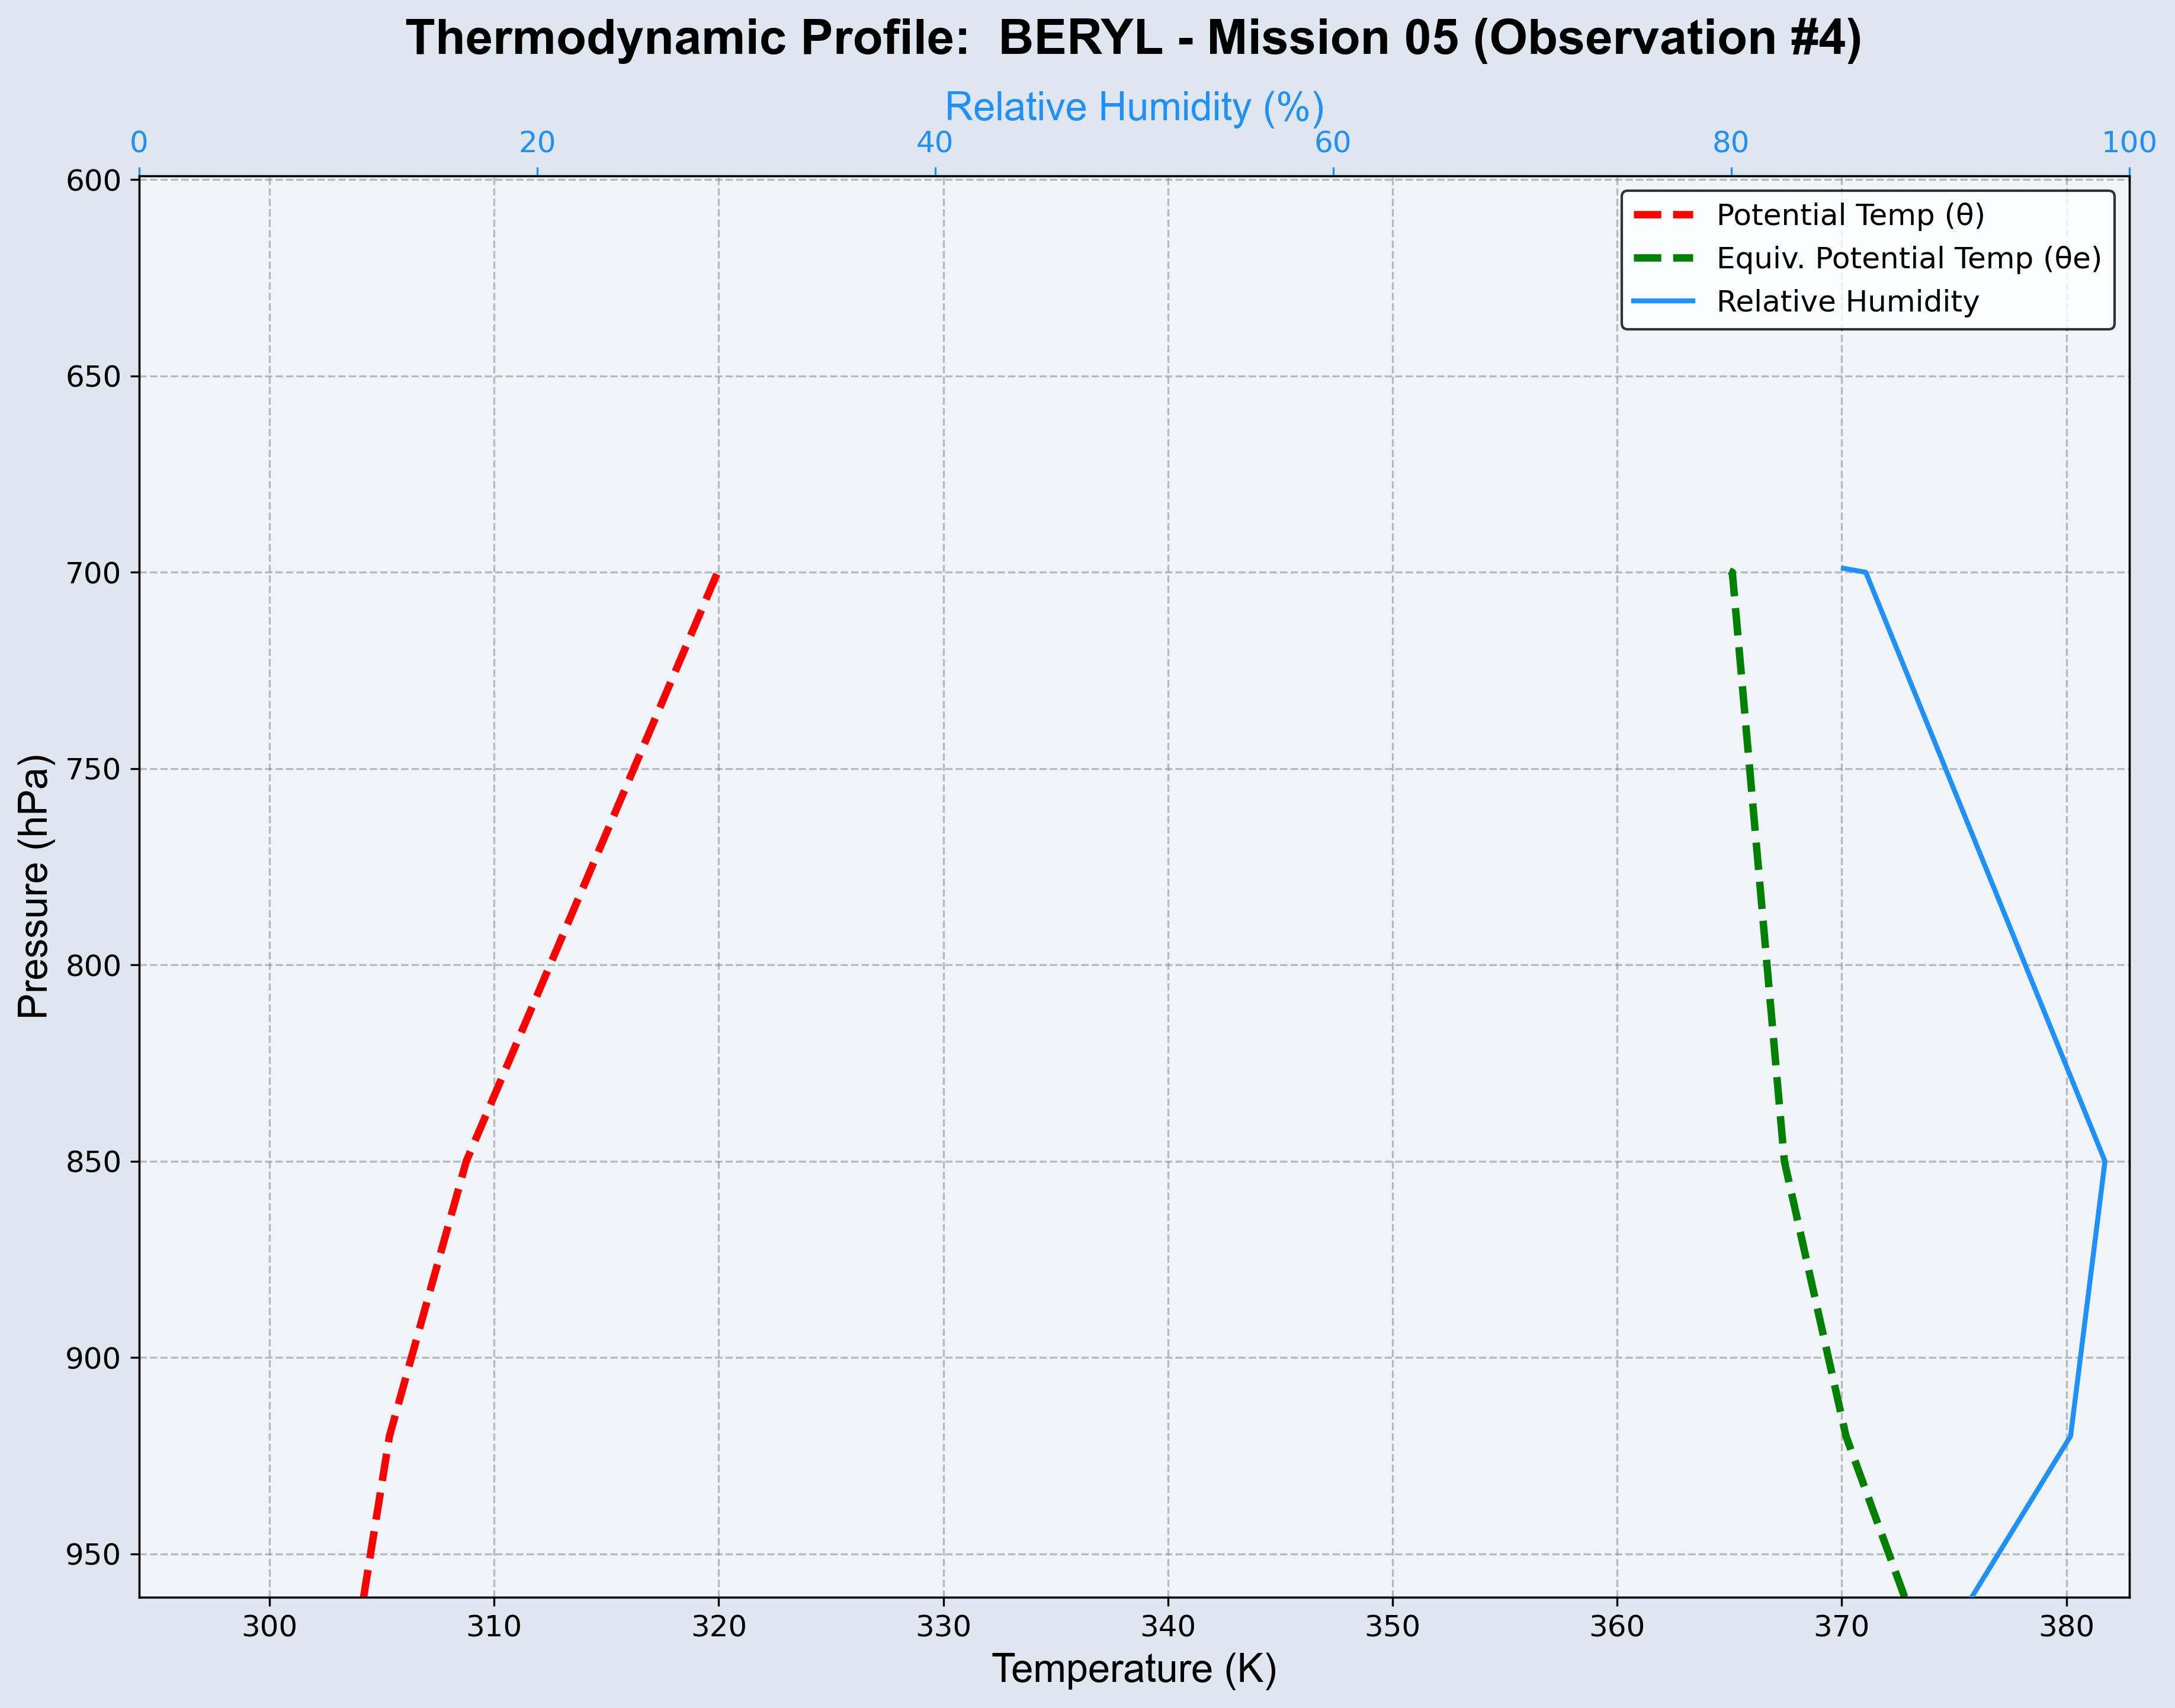 Thermodynamic Profile:  BERYL - Mission 05 (Observation #4)
Relative Humidity (%)
0 20 40 60 80 100
Potential Temp (θ)
Equiv. Potential Temp (θe)
Relative Humidity
Pressure (hPa)
600
650
700
750
800
850
900
950
300 310 320 330 340 350 360 370 380
Temperature (K)